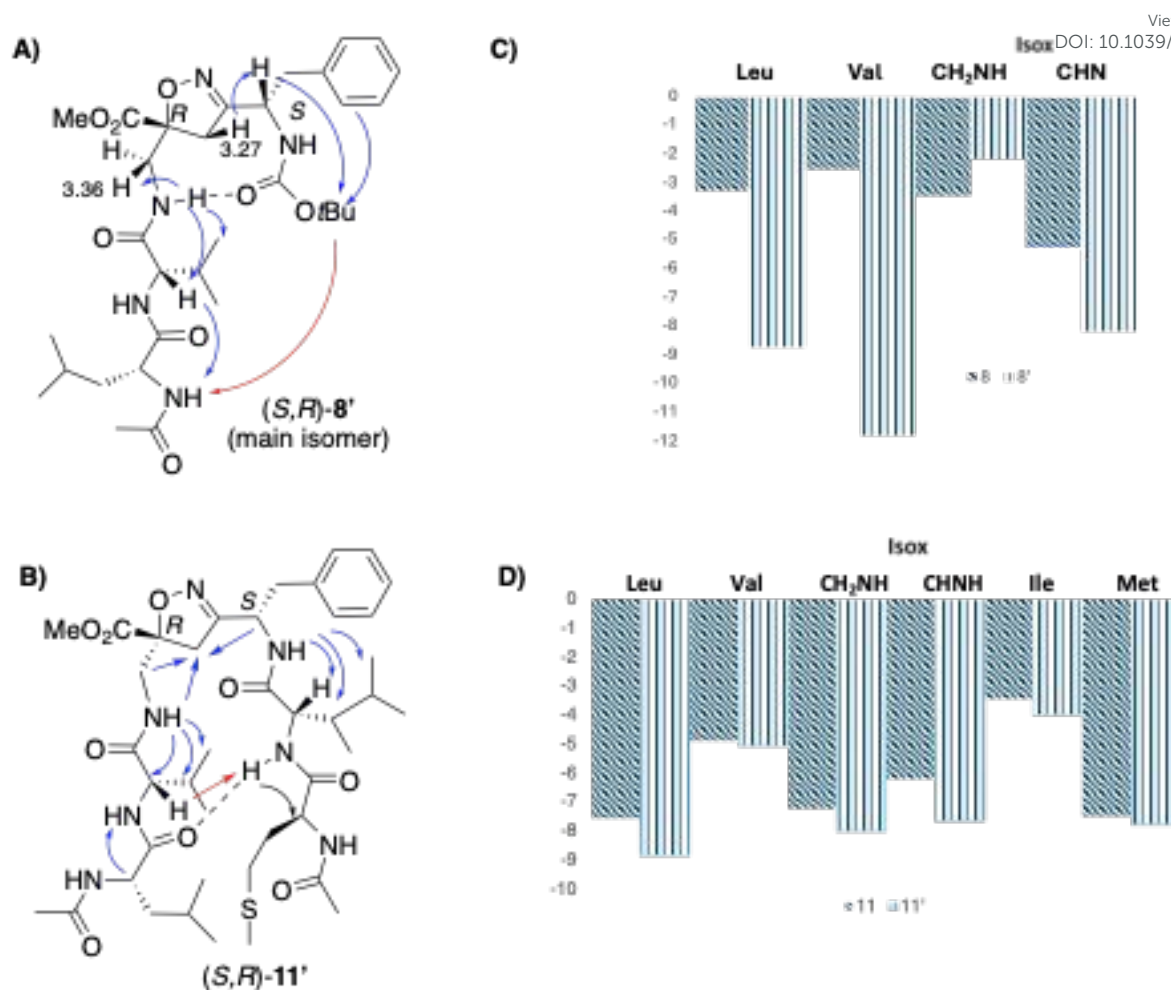 Vie
DOI: 10.1039/
A)
H
O-N
S
MeO₂C
R
H
NH
H
3.27
3.36 H
O
N
H
OtBu
O
H
HN
O
NH
(S,R)-8'
(main isomer)
O
C)
Isox
Leu Val CH₂NH CHN
0
-1
-2
-3
-4
-5
-6
-7
-8
-9
-10
-11
-12
8 8'
B)
O-N
S
MeO₂C
R
NH
O
H
NH
O
N
H
O
H
HN
O
NH
HN
O
S
O
(S,R)-11'
D)
Isox
Leu Val CH₂NH CHNH Ile Met
0
-1
-2
-3
-4
-5
-6
-7
-8
-9
-10
11 11'